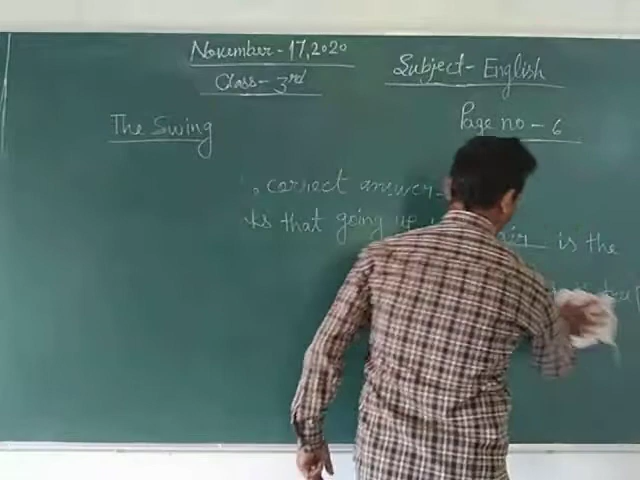 November-17,2020
Subject- English
Class- 3rd
The Swing
Page no - 6
correct answer-
that going up is the